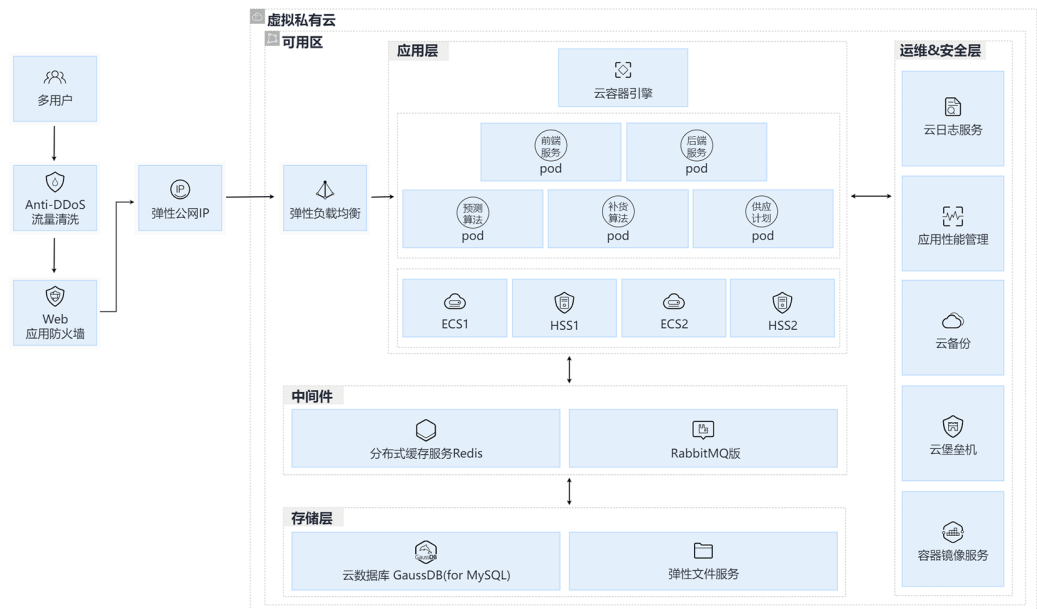 虚拟私有云
可用区
多用户
Anti-DDoS
流量清洗
Web
应用防火墙
IP
弹性公网IP
弹性负载均衡
应用层
云容器引擎
前端
服务
pod
后端
服务
pod
预测
算法
pod
补货
算法
pod
供应
计划
pod
ECS1
HSS1
ECS2
HSS2
中间件
分布式缓存服务Redis
RabbitMQ版
存储层
GaussDB
云数据库 GaussDB(for MySQL)
弹性文件服务
运维&安全层
云日志服务
应用性能管理
云备份
云堡垒机
容器镜像服务